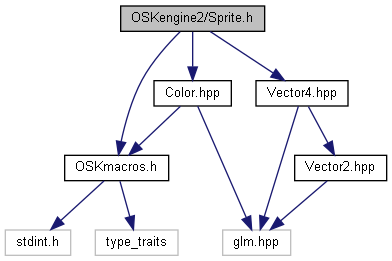 OSKengine2/Sprite.h
Color.hpp
Vector4.hpp
OSKmacros.h
Vector2.hpp
stdint.h
type_traits
glm.hpp